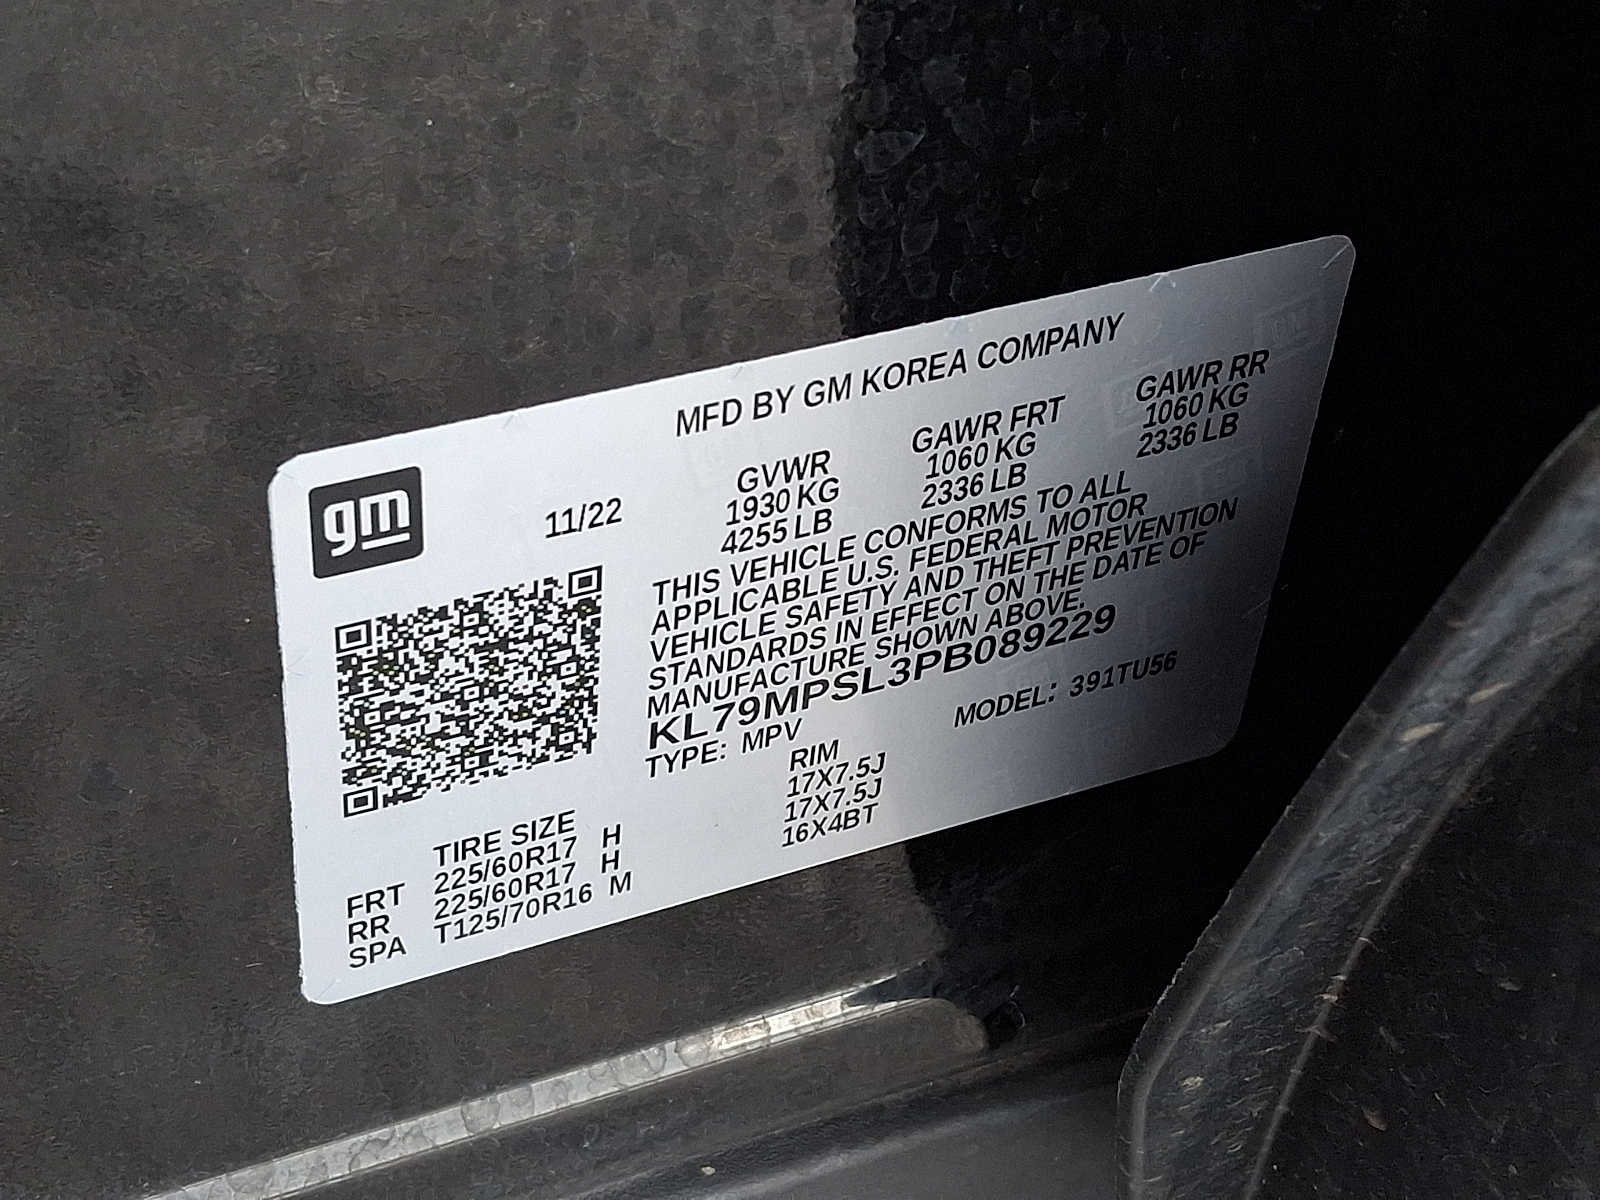 MFD BY GM KOREA COMPANY
gm
11/22
GVWR GAWR FRT GAWR RR
1930 KG 1060 KG 1060 KG
4255 LB 2336 LB 2336 LB
THIS VEHICLE CONFORMS TO ALL
APPLICABLE U.S. FEDERAL MOTOR
VEHICLE SAFETY AND THEFT PREVENTION
STANDARDS IN EFFECT ON THE DATE OF
MANUFACTURE SHOWN ABOVE.
KL79MPSL3PB089229
TYPE: MPV MODEL: 391TU56
TIRE SIZE RIM
FRT 225/60R17 H 17X7.5J
RR 225/60R17 H 17X7.5J
SPA T125/70R16 M 16X4BT